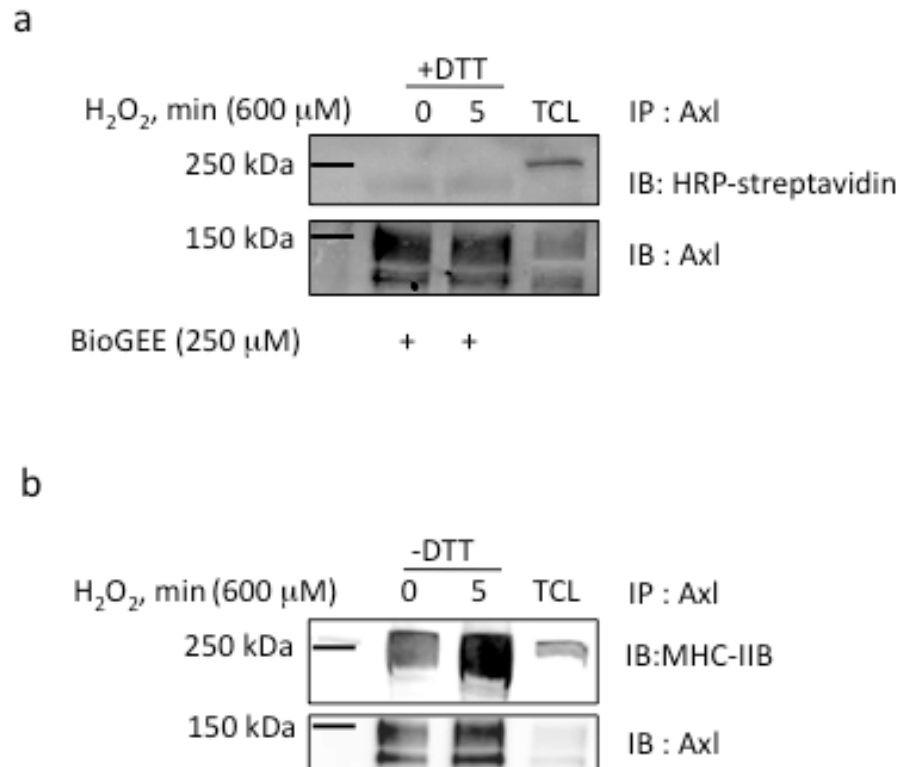 a
+DTT
H₂O₂, min (600 μM) 0 5 TCL IP : Axl
250 kDa
IB: HRP-streptavidin
150 kDa
IB : Axl
BioGEE (250 μM) + +
b
-DTT
H₂O₂, min (600 μM) 0 5 TCL IP : Axl
250 kDa
IB:MHC-IIB
150 kDa
IB : Axl